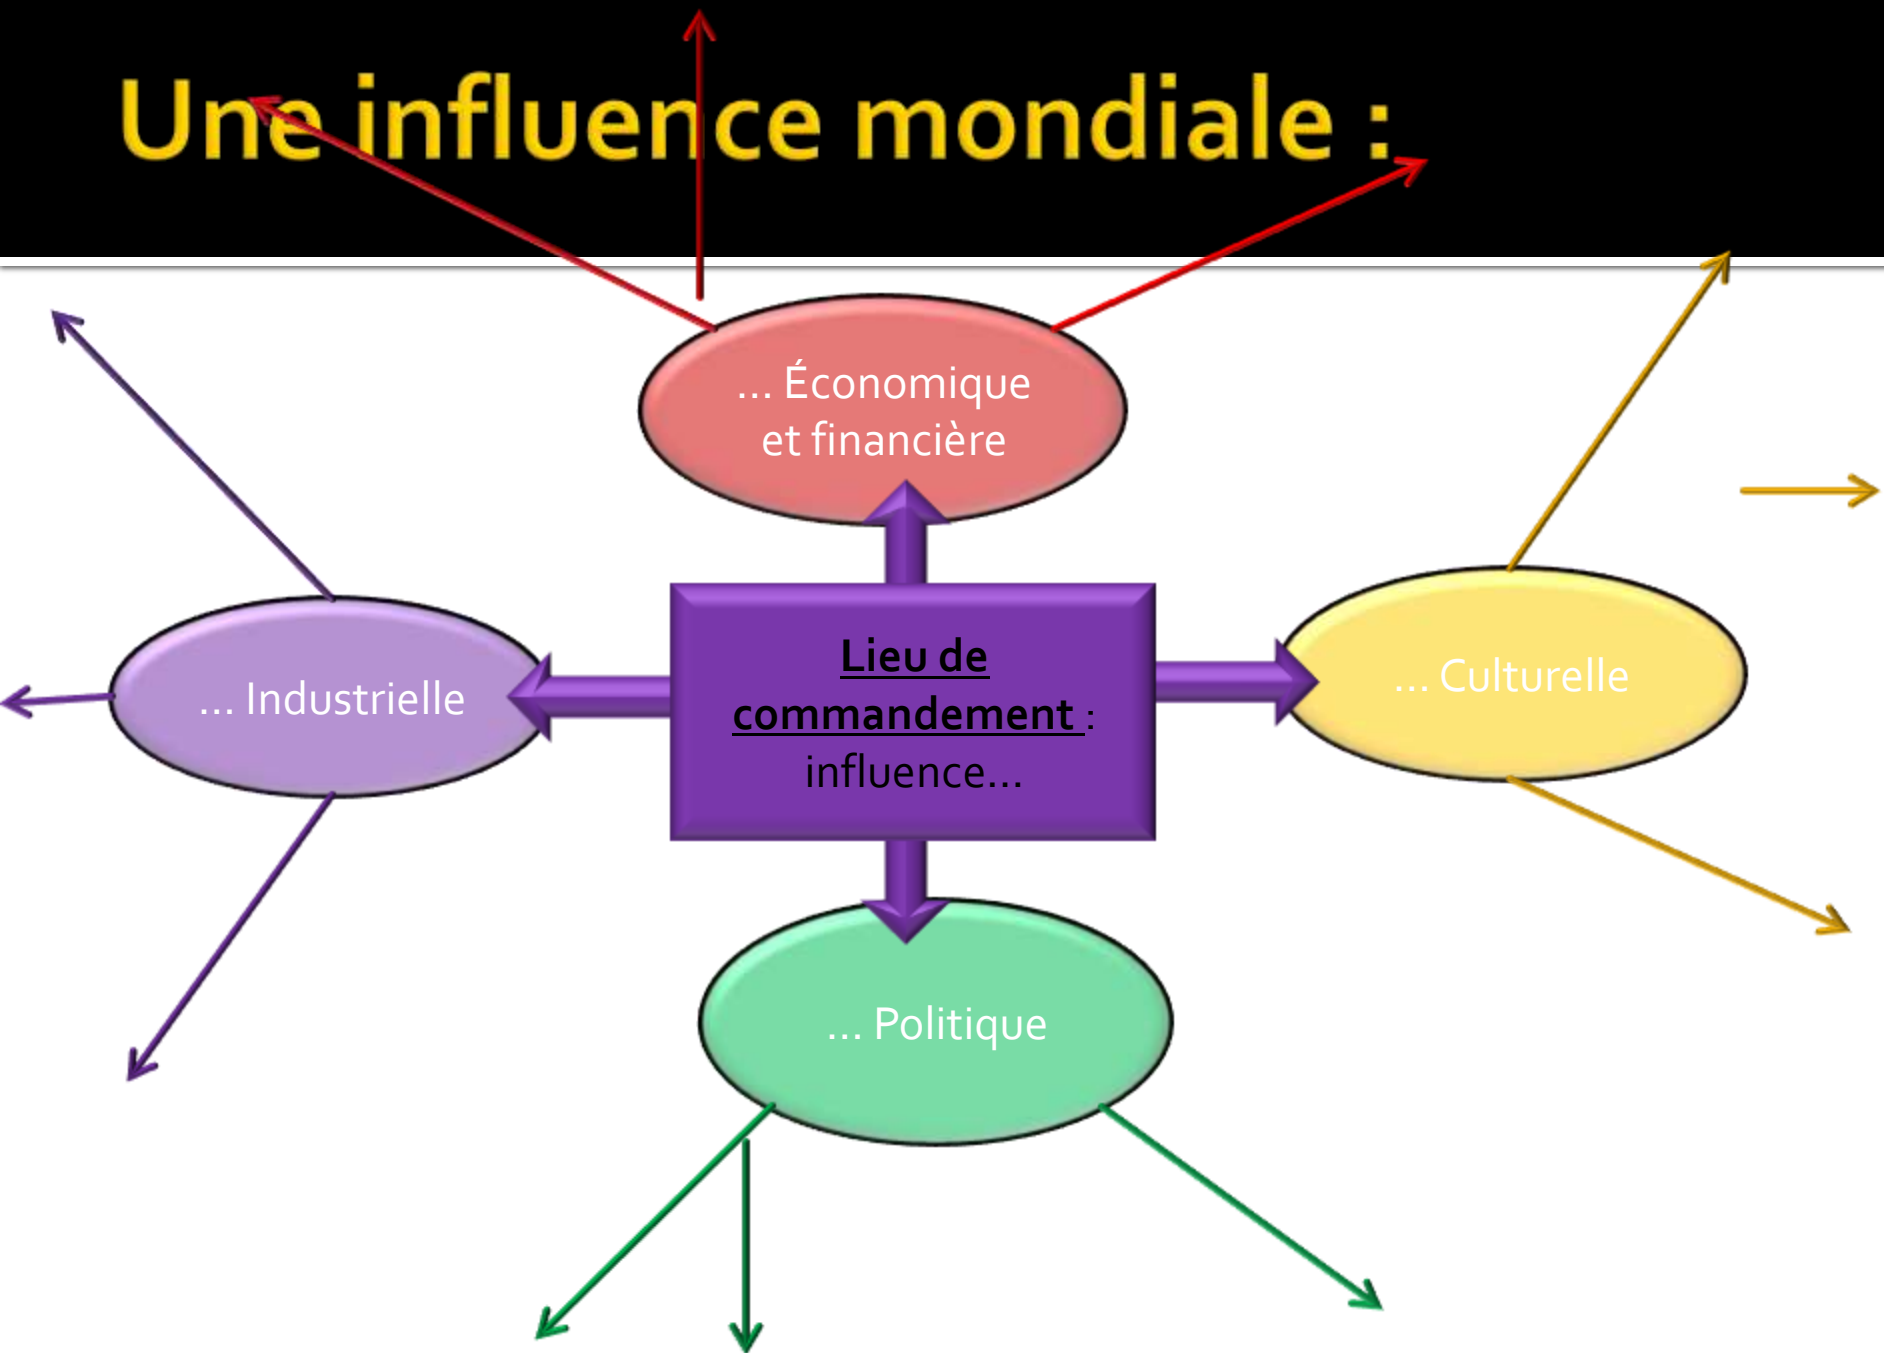 Une influence mondiale :
... Économique
et financière
... Industrielle
Lieu de
commandement :
influence...
... Culturelle
... Politique